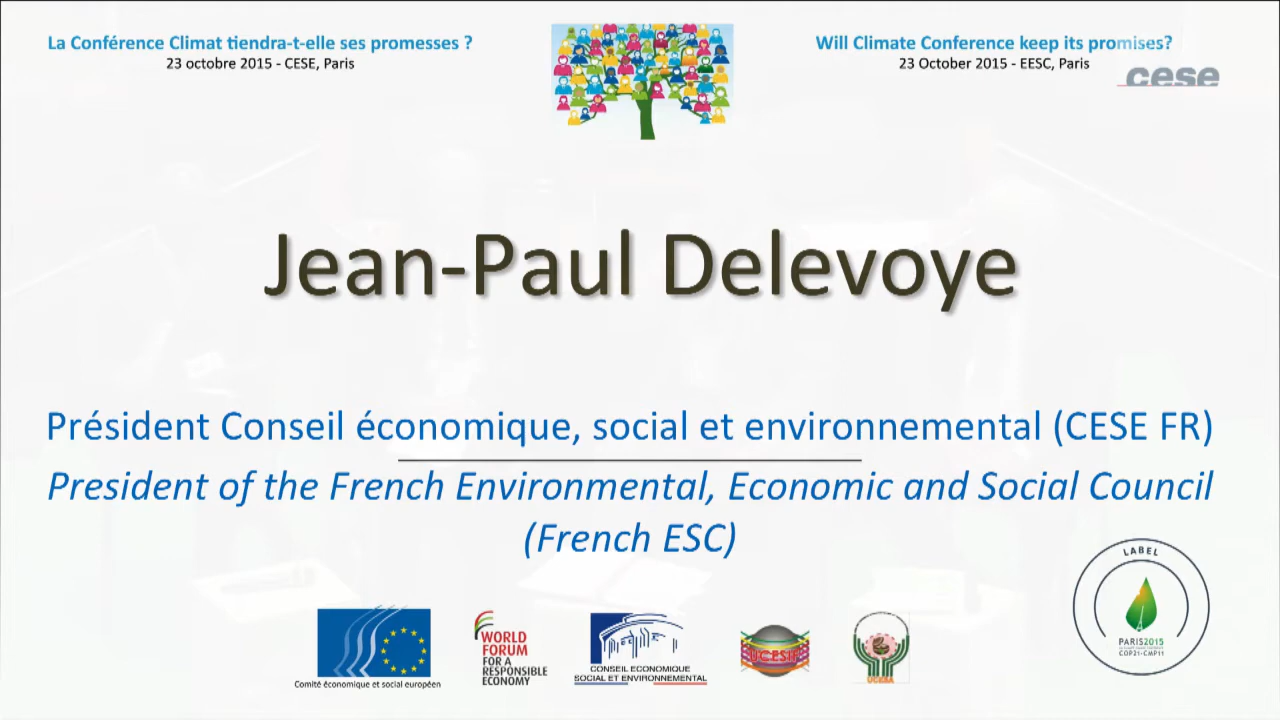 La Conférence Climat tiendra-t-elle ses promesses ?
23 octobre 2015 - CESE, Paris
Will Climate Conference keep its promises?
23 October 2015 - EESC, Paris
cese
Jean-Paul Delevoye
Président Conseil économique, social et environnemental (CESE FR)
President of the French Environmental, Economic and Social Council
(French ESC)
LABEL
PARIS2015
COP21-CMP11
Comité économique et social européen
WORLD
FORUM
FOR A
RESPONSIBLE
ECONOMY
CONSEIL ECONOMIQUE
SOCIAL ET ENVIRONNEMENTAL
UCESIF